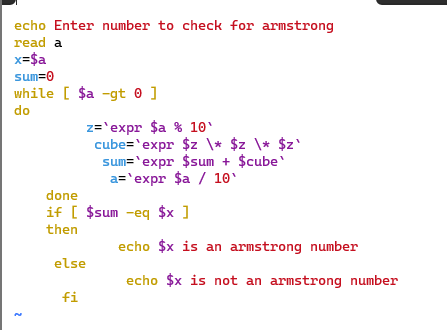 echo Enter number to check for armstrong
read a
x=$a
sum=0
while [ $a -gt 0 ]
do
z=`expr $a % 10`
cube=`expr $z \* $z \* $z`
sum=`expr $sum + $cube`
a=`expr $a / 10`
done
if [ $sum -eq $x ]
then
echo $x is an armstrong number
else
echo $x is not an armstrong number
fi
~